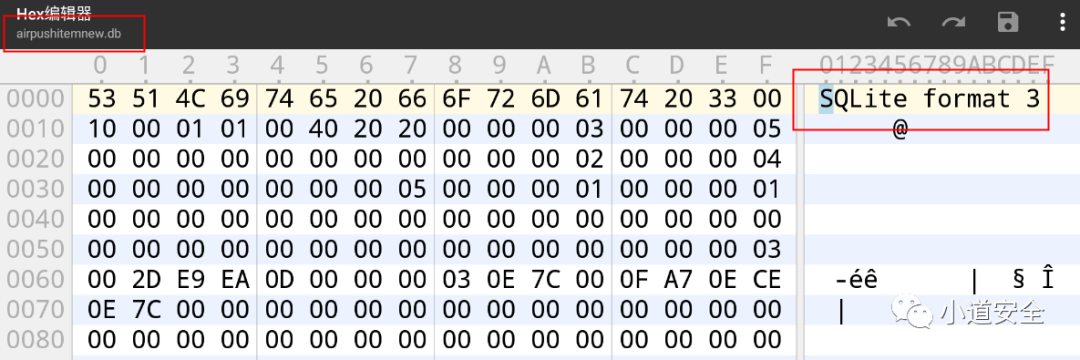 Hex编辑器
airpushitemnew.db
0 1 2 3 4 5 6 7 8 9 A B C D E F 0123456789ABCDEF
0000 53 51 4C 69 74 65 20 66 6F 72 6D 61 74 20 33 00 SQLite format 3
0010 10 00 01 01 00 40 20 20 00 00 00 03 00 00 00 05 @
0020 00 00 00 00 00 00 00 00 00 00 00 02 00 00 00 04
0030 00 00 00 00 00 00 00 05 00 00 00 01 00 00 00 01
0040 00 00 00 00 00 00 00 00 00 00 00 00 00 00 00 00
0050 00 00 00 00 00 00 00 00 00 00 00 00 00 00 00 03
0060 00 2D E9 EA 0D 00 00 00 03 0E 7C 00 0F A7 0E CE -éê | § Î
0070 0E 7C 00 00 00 00 00 00 00 00 00 00 00 00 00 00 |
0080 00 00 00 00 00 00 00 00 00 00 00 00 00 00 00 00
小道安全